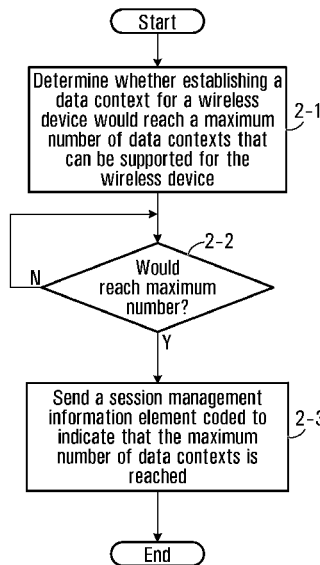 Start
Determine whether establishing a
data context for a wireless
device would reach a maximum
number of data contexts that
can be supported for the
wireless device
2-1
2-2
N
Would
reach maximum
number?
Y
Send a session management
information element coded to
indicate that the maximum
number of data contexts is
reached
2-3
End